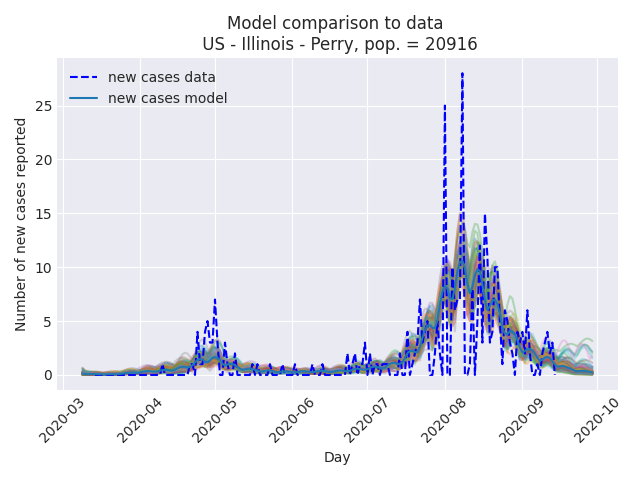 Model comparison to data
US - Illinois - Perry, pop. = 20916
new cases data
new cases model
Number of new cases reported
25
20
15
10
5
0
2020-03
2020-04
2020-05
2020-06
2020-07
2020-08
2020-09
2020-10
Day